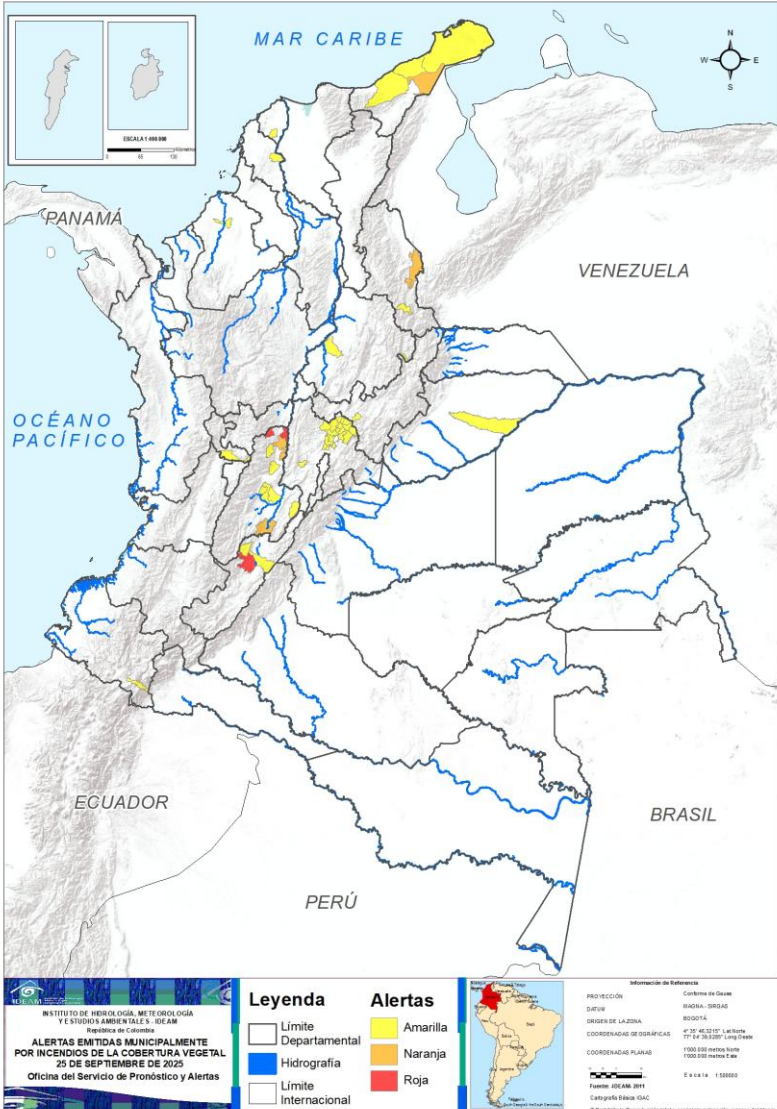 MAR CARIBE
N
W
E
S
ESCALA 1:400.000
PANAMÁ
VENEZUELA
OCÉANO
PACÍFICO
ECUADOR
BRASIL
PERÚ
IDEAM
INSTITUTO DE HIDROLOGÍA, METEOROLOGÍA
Y ESTUDIOS AMBIENTALES - IDEAM
República de Colombia
ALERTAS EMITIDAS MUNICIPALMENTE
POR INCENDIOS DE LA COBERTURA VEGETAL
25 DE SEPTIEMBRE DE 2025
Oficina del Servicio de Pronóstico y Alertas
Leyenda
Límite
Departamental
Hidrografía
Límite
Internacional
Alertas
Amarilla
Naranja
Roja
Información de Referencia
PROYECCIÓN Conforme de Gauss
DATUM MAGNA - SIRGAS
ORIGEN DE LA ZONA BOGOTÁ
COORDENADAS GEOGRÁFICAS
COORDENADAS PLANAS 1'000.000 metros Norte
1'000.000 metros Este
Escala
Fuente: IDEAM. 2011
Cartografía Básica: IGAC